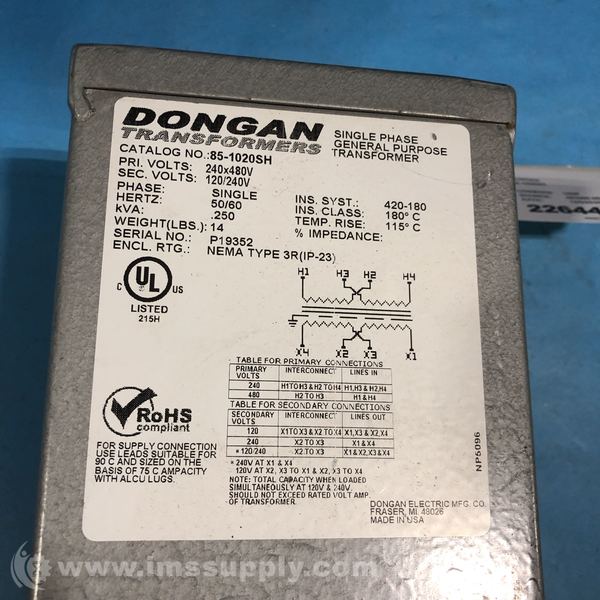 DONGAN
TRANSFORMERS
SINGLE PHASE
GENERAL PURPOSE
TRANSFORMER
CATALOG NO.:85-1020SH
PRI. VOLTS: 240x480V
SEC. VOLTS: 120/240V
PHASE: SINGLE
HERTZ: 50/60
kVA: .250
WEIGHT(LBS.): 14
SERIAL NO.: P19352
ENCL. RTG.: NEMA TYPE 3R(IP-23)
INS. SYST.: 420-180
INS. CLASS: 180° C
TEMP. RISE: 115° C
% IMPEDANCE:
C UL US
LISTED
215H
H1 H3 H2 H4
X4 X2 X3 X1
TABLE FOR PRIMARY CONNECTIONS
PRIMARY VOLTS INTERCONNECT LINES IN
240 H1TO H3 & H2 TO H4 H1,H3 & H2,H4
480 H2 TO H3 H1 & H4
TABLE FOR SECONDARY CONNECTIONS
SECONDARY VOLTS INTERCONNECT LINES OUT
120 X1TO X3 & X2 TO X4 X1,X3 & X2,X4
240 X2 TO X3 X1 & X4
* 120/240 X2 TO X3 X1& X2,X3 & X4
* 240V AT X1 & X4
120V AT X2, X3 TO X1 & X2, X3 TO X4
NOTE: TOTAL CAPACITY WHEN LOADED
SIMULTANEOUSLY AT 120V & 240V.
SHOULD NOT EXCEED RATED VOLT AMP.
OF TRANSFORMER.
RoHS
compliant
FOR SUPPLY CONNECTION
USE LEADS SUITABLE FOR
90 C AND SIZED ON THE
BASIS OF 75 C AMPACITY
WITH ALCU LUGS.
NP5096
DONGAN ELECTRIC MFG. CO.
FRASER, MI. 48026
MADE IN USA
22644
www.imssupply.com